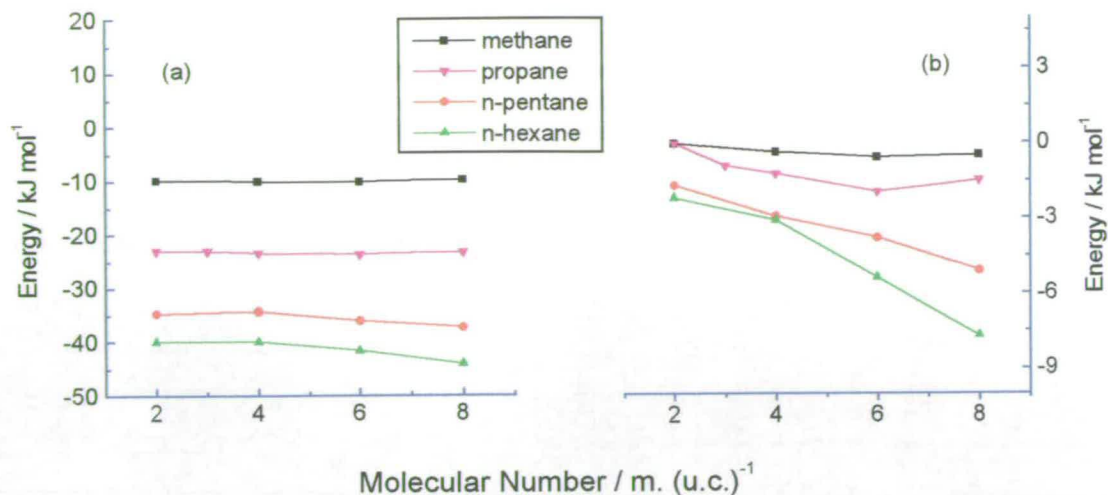 20
10
0
-10
-20
-30
-40
-50
Energy / kJ mol⁻¹
(a)
2
4
6
8
methane
propane
n-pentane
n-hexane
(b)
3
0
-3
-6
-9
Energy / kJ mol⁻¹
2
4
6
8
Molecular Number / m. (u.c.)⁻¹